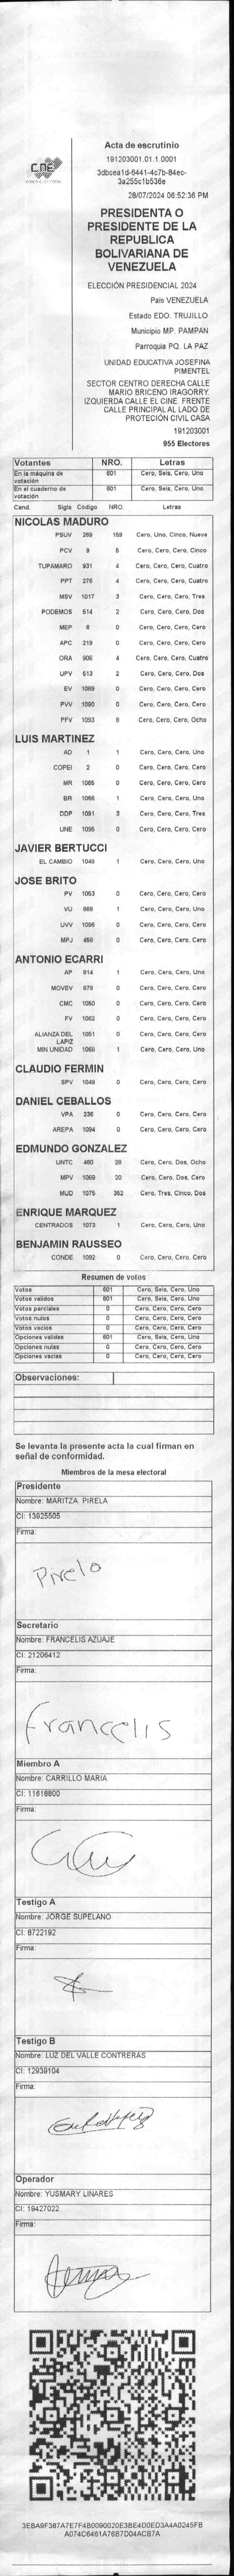 CNE
Acta de escrutinio
191203001.01.1.0001
3dbcea1d-6441-4c7b-84ec-
3a255c1b536e
28/07/2024 06:52:36 PM
PRESIDENTA O
PRESIDENTE DE LA
REPUBLICA
BOLIVARIANA DE
VENEZUELA
ELECCIÓN PRESIDENCIAL 2024
Pais VENEZUELA
Estado EDO. TRUJILLO
Municipio MP. PAMPAN
Parroquia PQ. LA PAZ
UNIDAD EDUCATIVA JOSEFINA
PIMENTEL
SECTOR CENTRO DERECHA CALLE
MARIO BRICENO IRAGORRY.
IZQUIERDA CALLE EL CINE. FRENTE
CALLE PRINCIPAL AL LADO DE
PROTECIÓN CIVIL CASA
191203001
955 Electores
Votantes NRO. Letras
En la máquina de votación 601 Cero, Seis, Cero, Uno
En el cuaderno de votación 601 Cero, Seis, Cero, Uno
Cand. Sigla Código NRO. Letras
NICOLAS MADURO
PSUV 269 159 Cero, Uno, Cinco, Nueve
PCV 9 5 Cero, Cero, Cero, Cinco
TUPAMARO 931 4 Cero, Cero, Cero, Cuatro
PPT 276 4 Cero, Cero, Cero, Cuatro
MSV 1017 3 Cero, Cero, Cero, Tres
PODEMOS 514 2 Cero, Cero, Cero, Dos
MEP 6 0 Cero, Cero, Cero, Cero
APC 219 0 Cero, Cero, Cero, Cero
ORA 906 4 Cero, Cero, Cero, Cuatro
UPV 513 2 Cero, Cero, Cero, Dos
EV 1089 0 Cero, Cero, Cero, Cero
PVV 1090 0 Cero, Cero, Cero, Cero
PFV 1093 8 Cero, Cero, Cero, Ocho
LUIS MARTINEZ
AD 1 1 Cero, Cero, Cero, Uno
COPEI 2 0 Cero, Cero, Cero, Cero
MR 1065 0 Cero, Cero, Cero, Cero
BR 1066 1 Cero, Cero, Cero, Uno
DDP 1091 3 Cero, Cero, Cero, Tres
UNE 1095 0 Cero, Cero, Cero, Cero
JAVIER BERTUCCI
EL CAMBIO 1048 1 Cero, Cero, Cero, Uno
JOSE BRITO
PV 1053 0 Cero, Cero, Cero, Cero
VU 968 1 Cero, Cero, Cero, Uno
UVV 1096 0 Cero, Cero, Cero, Cero
MPJ 458 0 Cero, Cero, Cero, Cero
ANTONIO ECARRI
AP 814 1 Cero, Cero, Cero, Uno
MOVEV 978 0 Cero, Cero, Cero, Cero
CMC 1050 0 Cero, Cero, Cero, Cero
FV 1062 0 Cero, Cero, Cero, Cero
ALIANZA DEL LAPIZ 1051 0 Cero, Cero, Cero, Cero
MIN UNIDAD 1068 1 Cero, Cero, Cero, Uno
CLAUDIO FERMIN
SPV 1049 0 Cero, Cero, Cero, Cero
DANIEL CEBALLOS
VPA 236 0 Cero, Cero, Cero, Cero
AREPA 1094 0 Cero, Cero, Cero, Cero
EDMUNDO GONZALEZ
UNTC 460 28 Cero, Cero, Dos, Ocho
MPV 1069 20 Cero, Cero, Dos, Cero
MUD 1075 352 Cero, Tres, Cinco, Dos
ENRIQUE MARQUEZ
CENTRADOS 1073 1 Cero, Cero, Cero, Uno
BENJAMIN RAUSSEO
CONDE 1092 0 Cero, Cero, Cero, Cero
Resumen de votos
Votos 601 Cero, Seis, Cero, Uno
Votos validos 601 Cero, Seis, Cero, Uno
Votos parciales 0 Cero, Cero, Cero, Cero
Votos nulos 0 Cero, Cero, Cero, Cero
Votos vacios 0 Cero, Cero, Cero, Cero
Opciones validas 601 Cero, Seis, Cero, Uno
Opciones nulas 0 Cero, Cero, Cero, Cero
Opciones vacias 0 Cero, Cero, Cero, Cero
Observaciones:
Se levanta la presente acta la cual firman en
señal de conformidad.
Miembros de la mesa electoral
Presidente
Nombre: MARITZA PIRELA
CI: 13925505
Firma:
Pirela
Secretario
Nombre: FRANCELIS AZUAJE
CI: 21206412
Firma:
Francelis
Miembro A
Nombre: CARRILLO MARIA
CI: 11618800
Firma:
Testigo A
Nombre: JORGE SUPELANO
CI: 8722192
Firma:
Testigo B
Nombre: LUZ DEL VALLE CONTRERAS
CI: 12939104
Firma:
Operador
Nombre: YUSMARY LINARES
CI: 19427022
Firma:
3EBA9F387A7E7F4B0090020E3BE4D0ED3A4A0245FB
A074C6461A76B7D04ACB7A